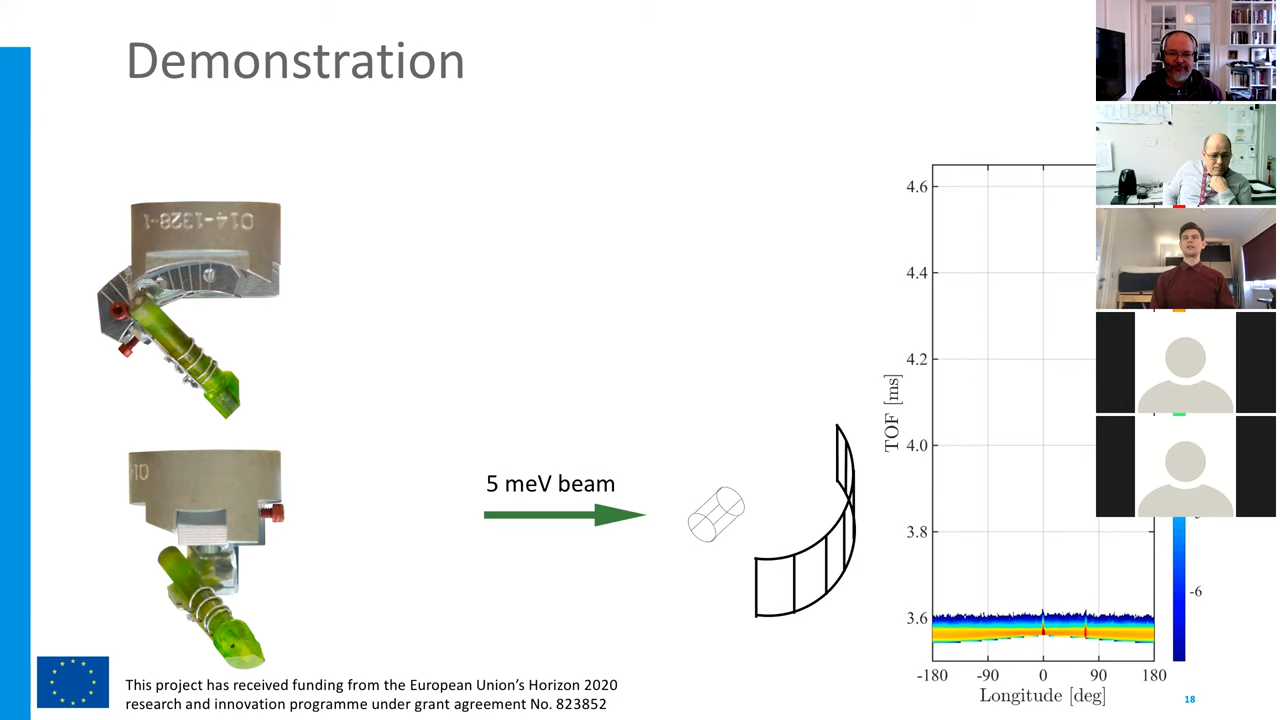 Demonstration
014-1328-1
014
5 meV beam
4.6
4.4
4.2
4.0
3.8
3.6
TOF [ms]
-180 -90 0 90 180
Longitude [deg]
-6
This project has received funding from the European Union’s Horizon 2020
research and innovation programme under grant agreement No. 823852
18